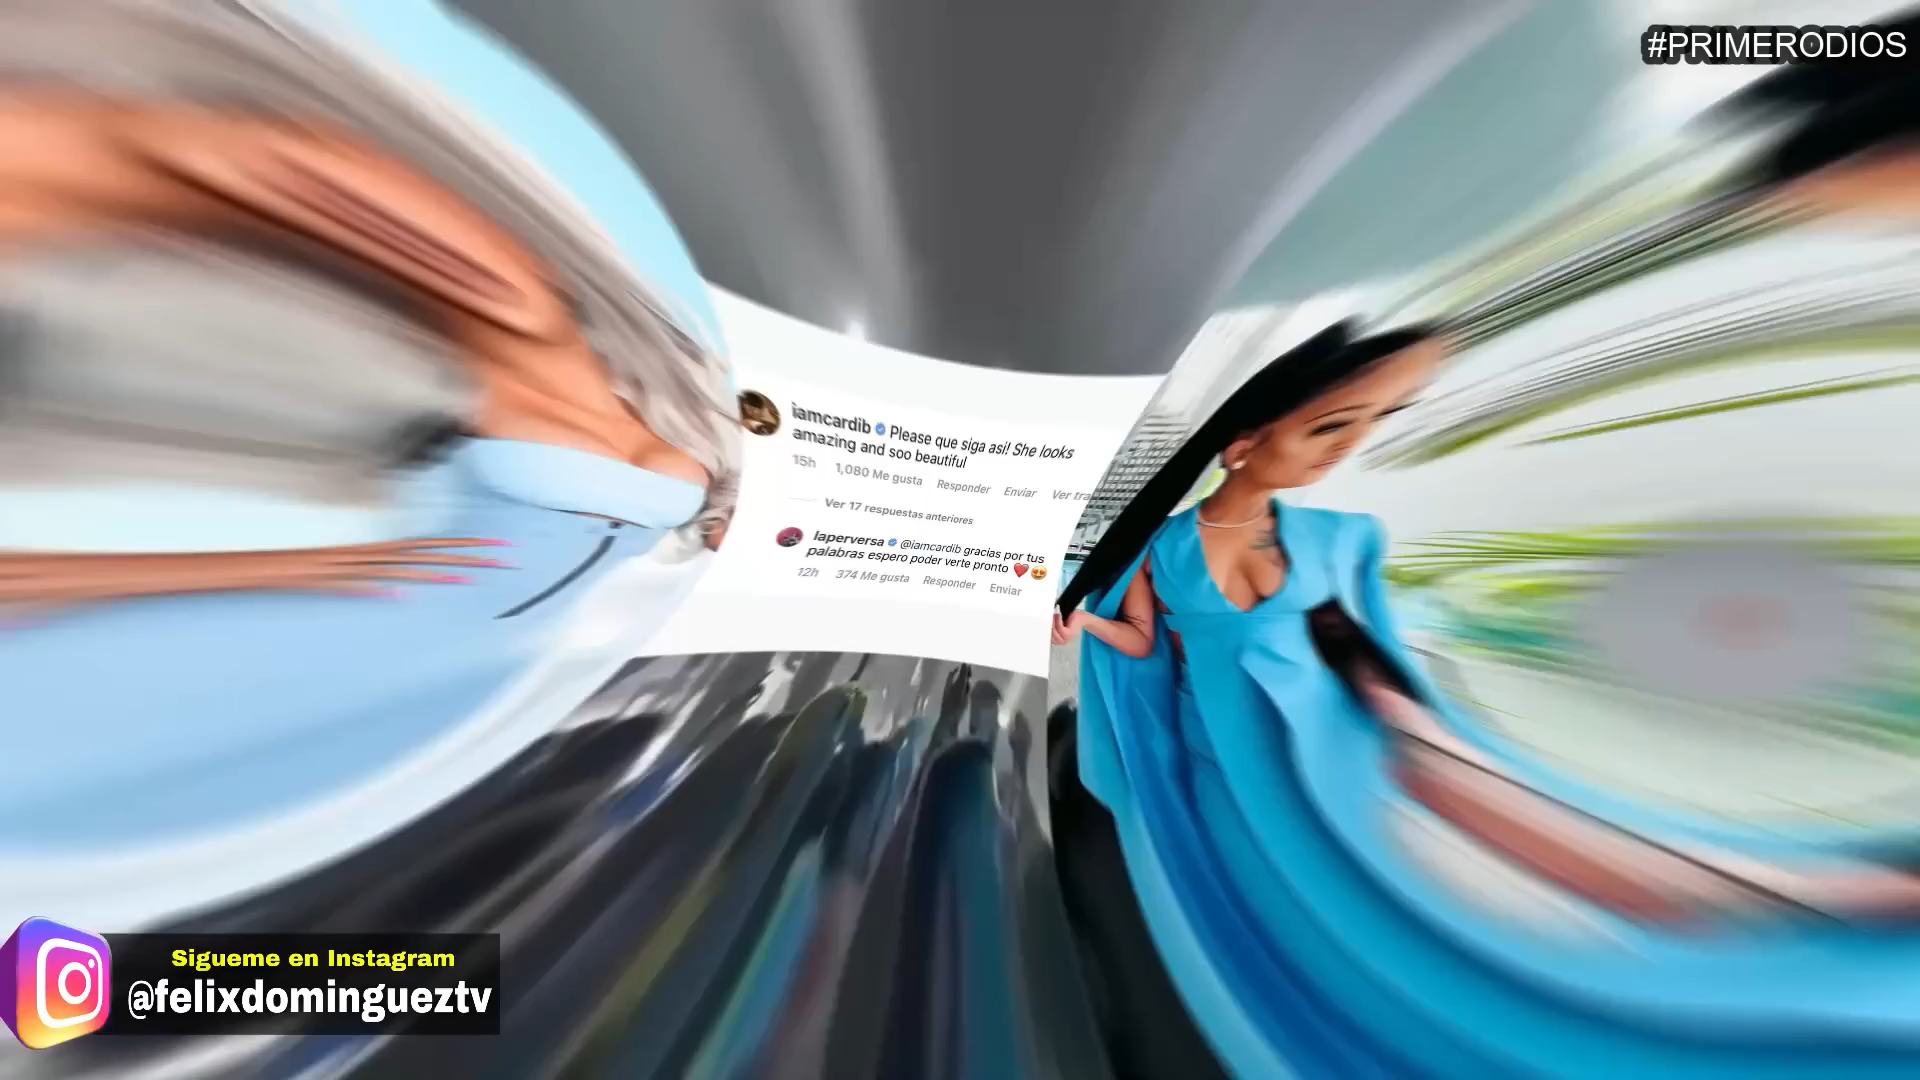 #PRIMERODIOS
iamcardib Please que siga asi! She looks
amazing and soo beautiful
15h 1,080 Me gusta Responder Enviar Ver tra
Ver 17 respuestas anteriores
laperversa @iamcardib gracias por tus
palabras espero poder verte pronto ❤️😍
12h 374 Me gusta Responder Enviar
Sigueme en Instagram
@felixdomingueztv